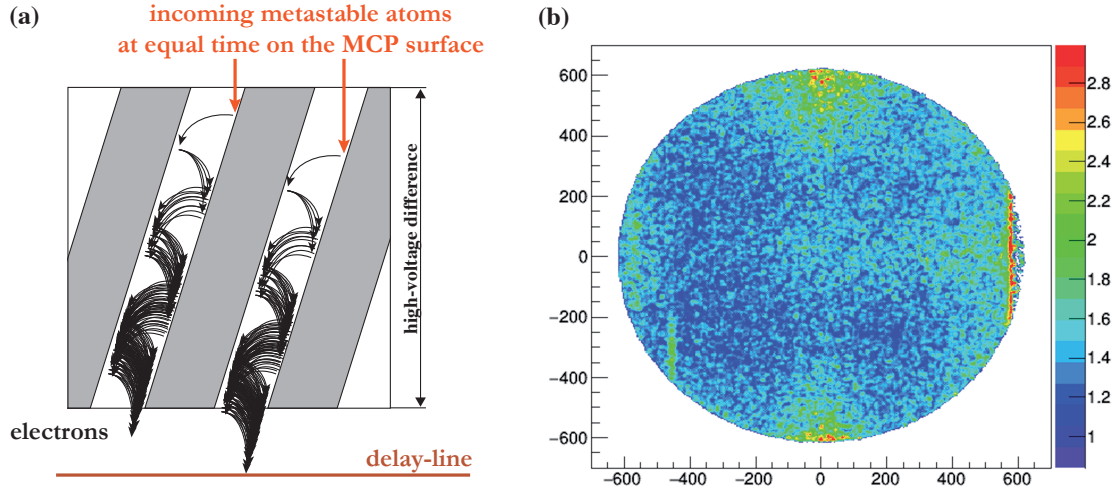 (a)
incoming metastable atoms
at equal time on the MCP surface
high-voltage difference
electrons
delay-line
(b)
600
400
200
0
−200
−400
−600
−600 −400 −200 0 200 400 600
2.8
2.6
2.4
2.2
2
1.8
1.6
1.4
1.2
1